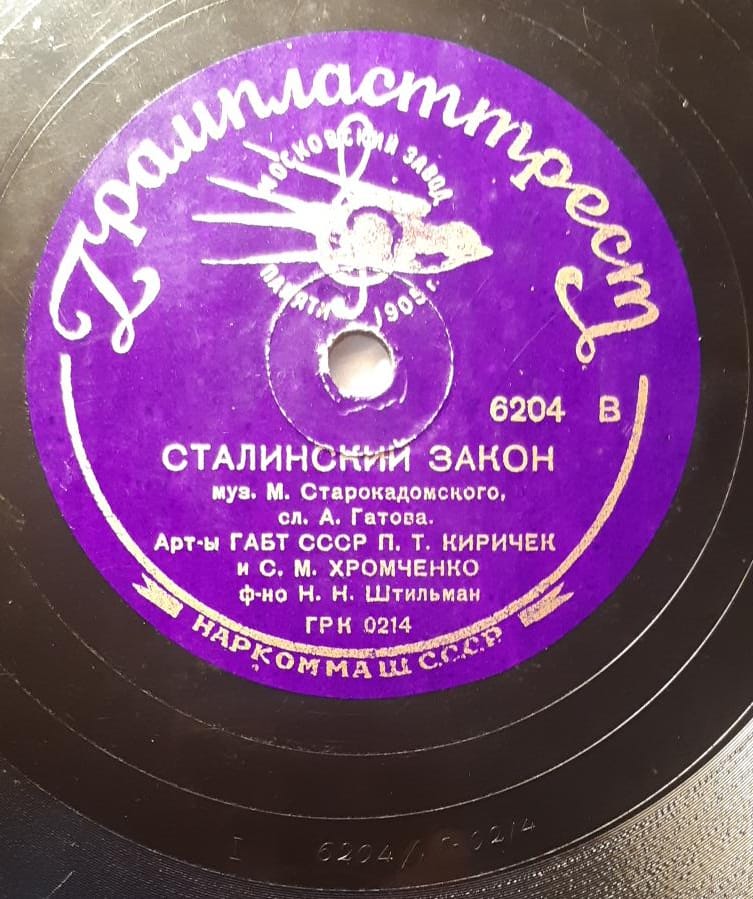 Грампласттрест
МОСКОВСКИЙ ЗАВОД
ПАМЯТИ 1905 г.
6204 В
СТАЛИНСКИЙ ЗАКОН
муз. М. Старокадомского,
сл. А. Гатова.
Арт-ы ГАБТ СССР П. Т. КИРИЧЕК
и С. М. ХРОМЧЕНКО
ф-но Н. Н. Штильман
ГРК 0214
НАРКОММАШ СССР
I 6204/